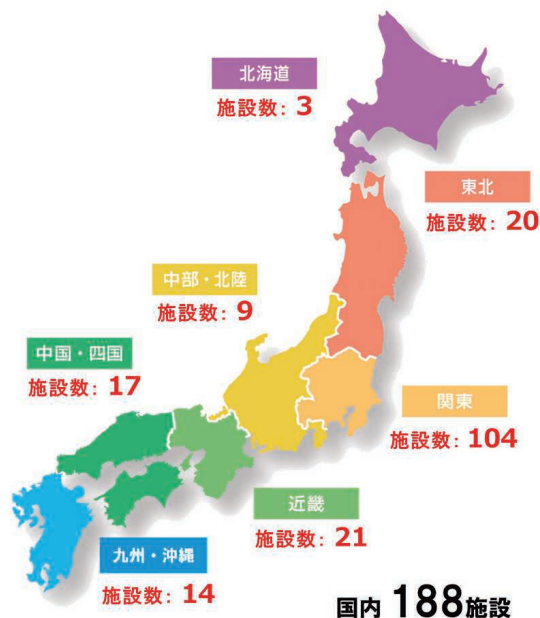 北海道
施設数: 3
東北
施設数: 20
中部・北陸
施設数: 9
中国・四国
施設数: 17
関東
施設数: 104
近畿
施設数: 21
九州・沖縄
施設数: 14
国内 188施設